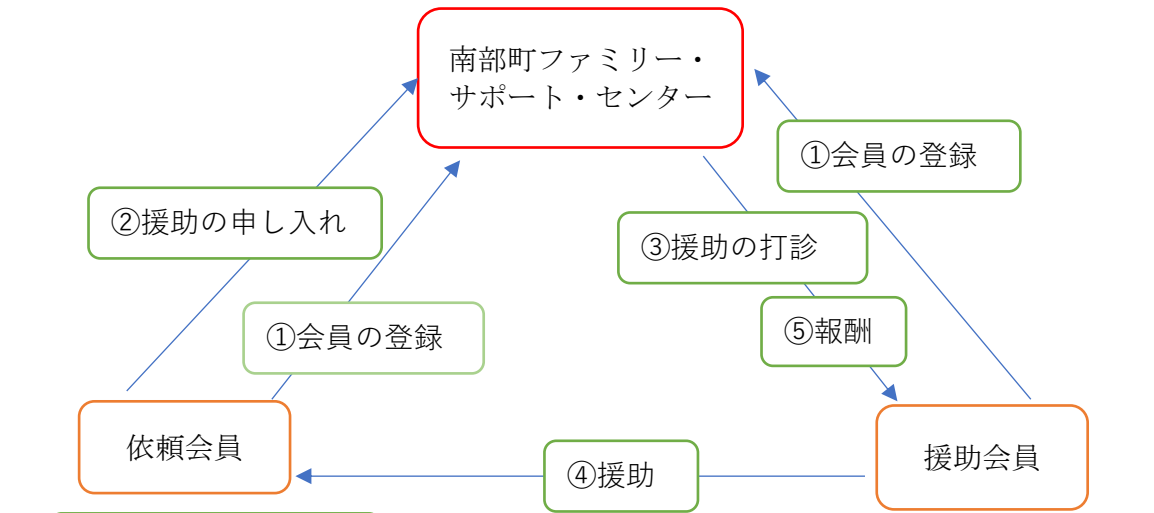 南部町ファミリー・
サポート・センター
①会員の登録
②援助の申し入れ
③援助の打診
①会員の登録
⑤報酬
依頼会員
援助会員
④援助